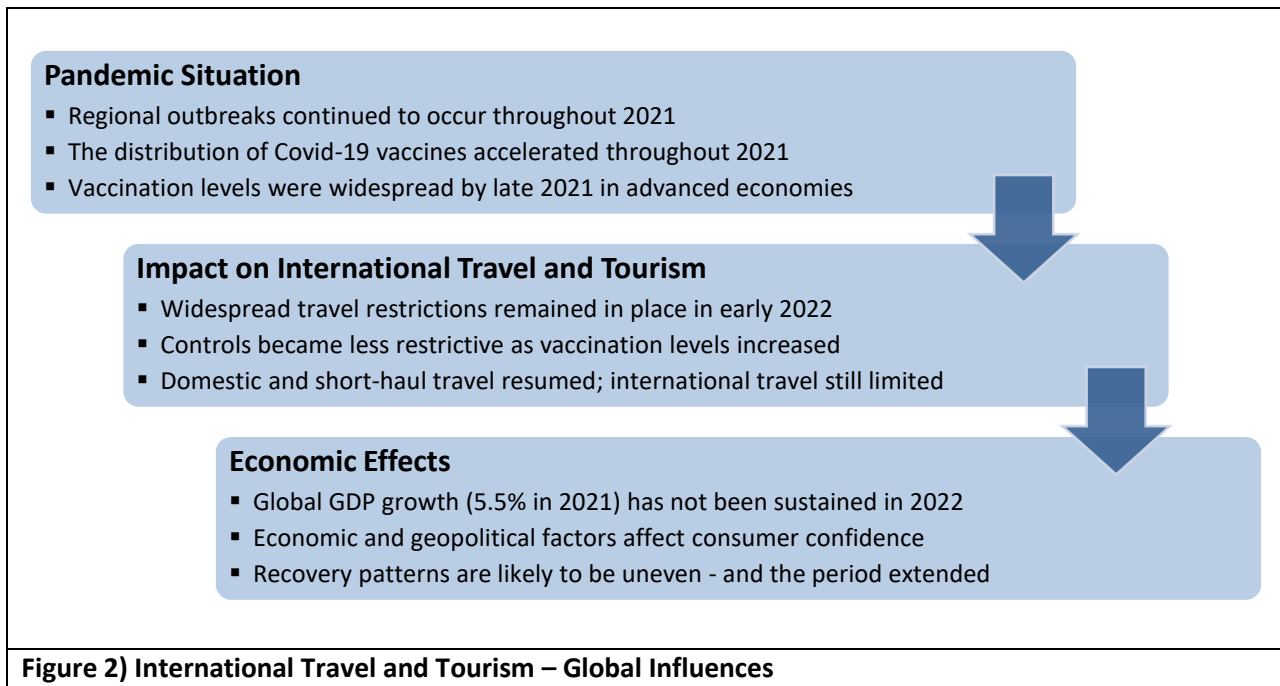 Pandemic Situation
▪ Regional outbreaks continued to occur throughout 2021
▪ The distribution of Covid-19 vaccines accelerated throughout 2021
▪ Vaccination levels were widespread by late 2021 in advanced economies
Impact on International Travel and Tourism
▪ Widespread travel restrictions remained in place in early 2022
▪ Controls became less restrictive as vaccination levels increased
▪ Domestic and short-haul travel resumed; international travel still limited
Economic Effects
▪ Global GDP growth (5.5% in 2021) has not been sustained in 2022
▪ Economic and geopolitical factors affect consumer confidence
▪ Recovery patterns are likely to be uneven - and the period extended
Figure 2) International Travel and Tourism – Global Influences